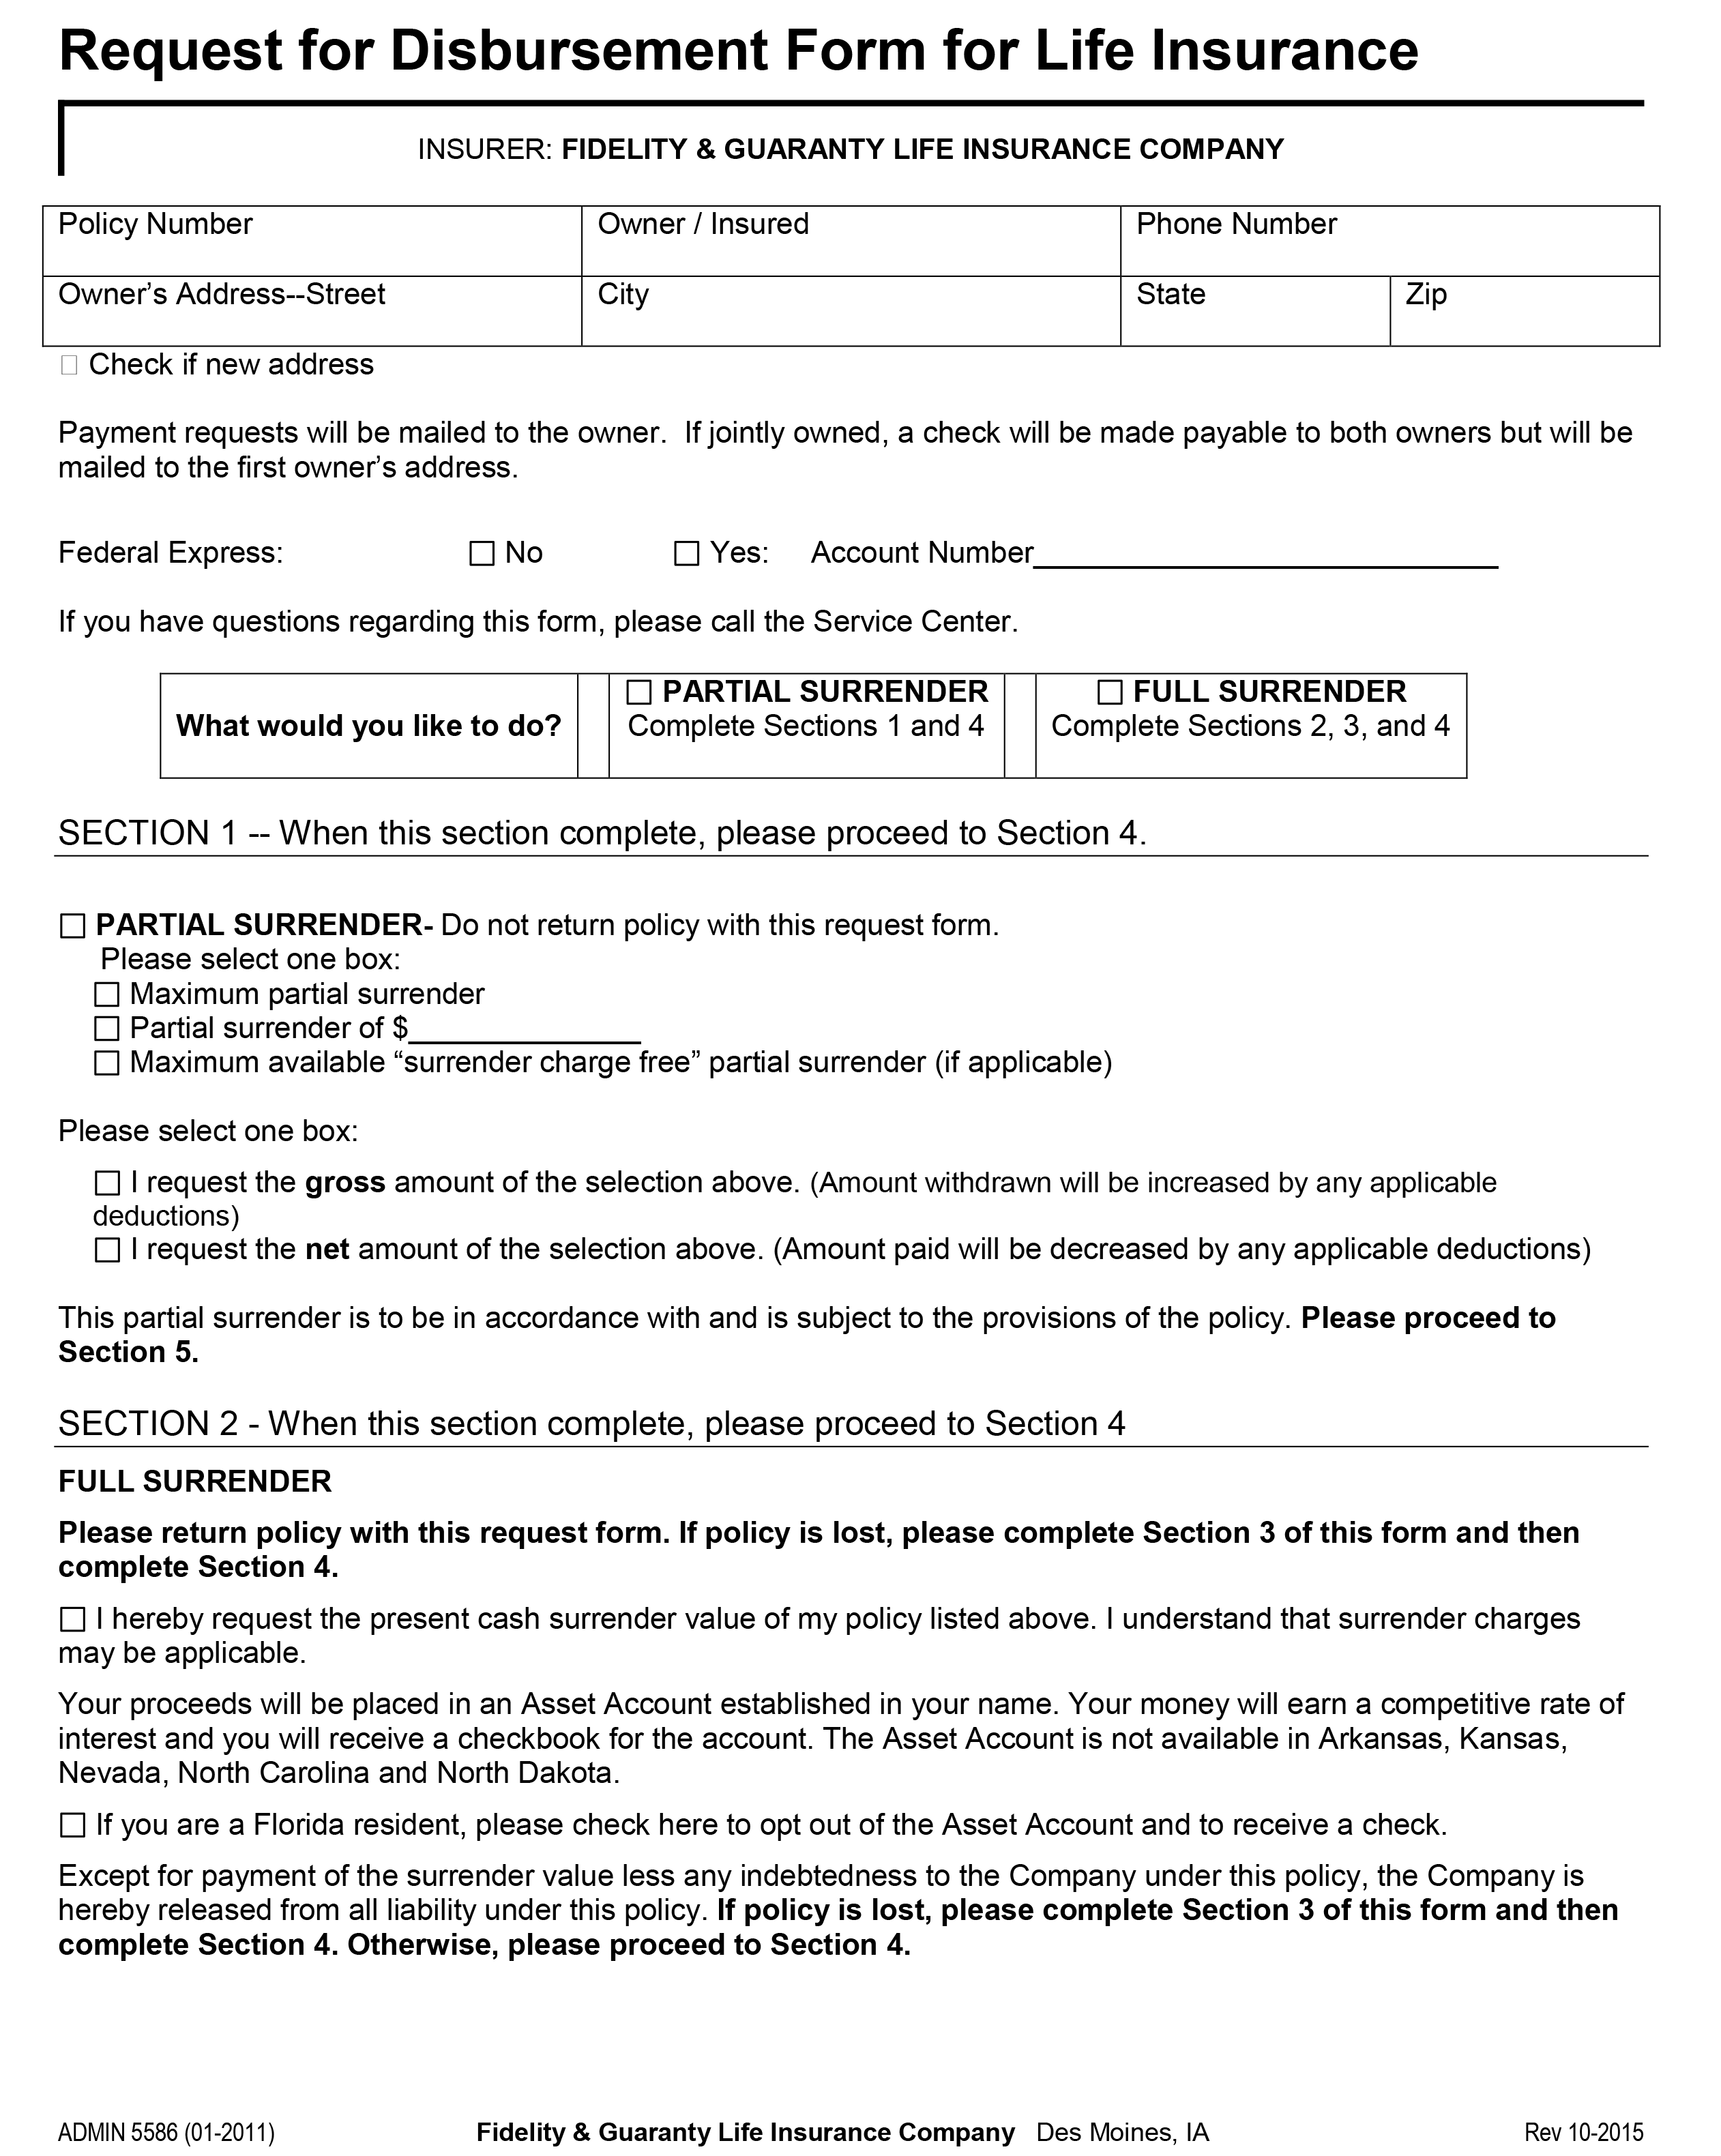 Request for Disbursement Form for Life Insurance
INSURER: FIDELITY & GUARANTY LIFE INSURANCE COMPANY
Policy Number Owner / Insured Phone Number
Owner’s Address--Street City State Zip
Check if new address
Payment requests will be mailed to the owner.  If jointly owned, a check will be made payable to both owners but will be
mailed to the first owner’s address.
Federal Express: ☐ No ☐ Yes: Account Number____________________________
If you have questions regarding this form, please call the Service Center.
☐ PARTIAL SURRENDER ☐ FULL SURRENDER
What would you like to do? Complete Sections 1 and 4 Complete Sections 2, 3, and 4
SECTION 1 -- When this section complete, please proceed to Section 4.
☐ PARTIAL SURRENDER- Do not return policy with this request form.
Please select one box:
☐ Maximum partial surrender
☐ Partial surrender of $______________
☐ Maximum available “surrender charge free” partial surrender (if applicable)
Please select one box:
☐ I request the gross amount of the selection above. (Amount withdrawn will be increased by any applicable
deductions)
☐ I request the net amount of the selection above. (Amount paid will be decreased by any applicable deductions)
This partial surrender is to be in accordance with and is subject to the provisions of the policy. Please proceed to
Section 5.
SECTION 2 - When this section complete, please proceed to Section 4
FULL SURRENDER
Please return policy with this request form. If policy is lost, please complete Section 3 of this form and then
complete Section 4.
☐ I hereby request the present cash surrender value of my policy listed above. I understand that surrender charges
may be applicable.
Your proceeds will be placed in an Asset Account established in your name. Your money will earn a competitive rate of
interest and you will receive a checkbook for the account. The Asset Account is not available in Arkansas, Kansas,
Nevada, North Carolina and North Dakota.
☐ If you are a Florida resident, please check here to opt out of the Asset Account and to receive a check.
Except for payment of the surrender value less any indebtedness to the Company under this policy, the Company is
hereby released from all liability under this policy. If policy is lost, please complete Section 3 of this form and then
complete Section 4. Otherwise, please proceed to Section 4.
ADMIN 5586 (01-2011) Fidelity & Guaranty Life Insurance Company Des Moines, IA Rev 10-2015